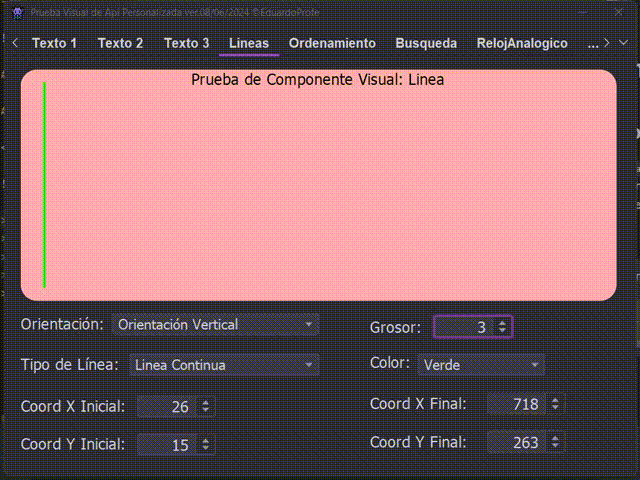 Prueba Visual de Api Personalizada ver.08/06/2024 ©EduardoProfe
Texto 1 Texto 2 Texto 3 Lineas Ordenamiento Busqueda RelojAnalogico ...
Prueba de Componente Visual: Linea
Orientación: Orientación Vertical Grosor: 3
Tipo de Línea: Linea Continua Color: Verde
Coord X Inicial: 26 Coord X Final: 718
Coord Y Inicial: 15 Coord Y Final: 263